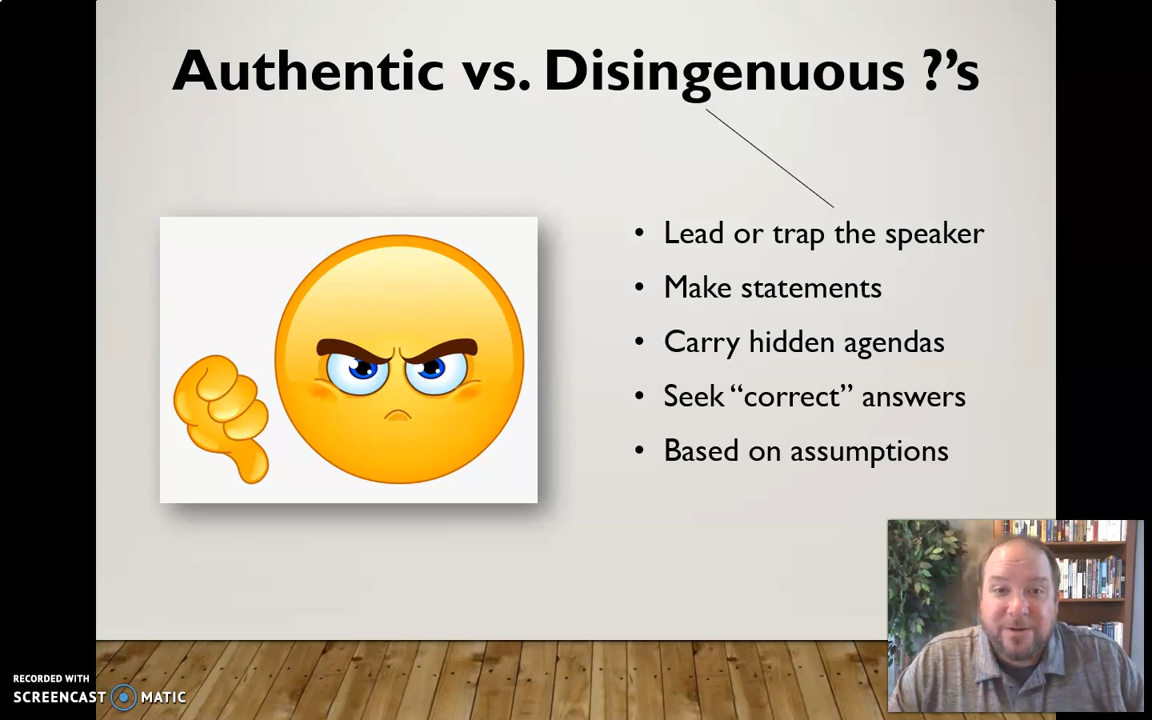 Authentic vs. Disingenuous ?’s
• Lead or trap the speaker
• Make statements
• Carry hidden agendas
• Seek “correct” answers
• Based on assumptions
RECORDED WITH
SCREENCAST MATIC